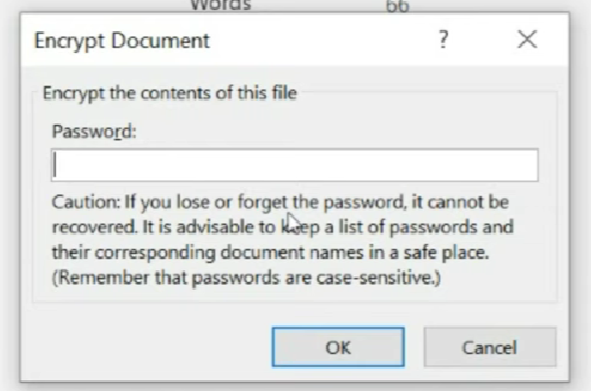 Words 66
Encrypt Document ? ×
Encrypt the contents of this file
Password:
Caution: If you lose or forget the password, it cannot be
recovered. It is advisable to keep a list of passwords and
their corresponding document names in a safe place.
(Remember that passwords are case-sensitive.)
OK Cancel